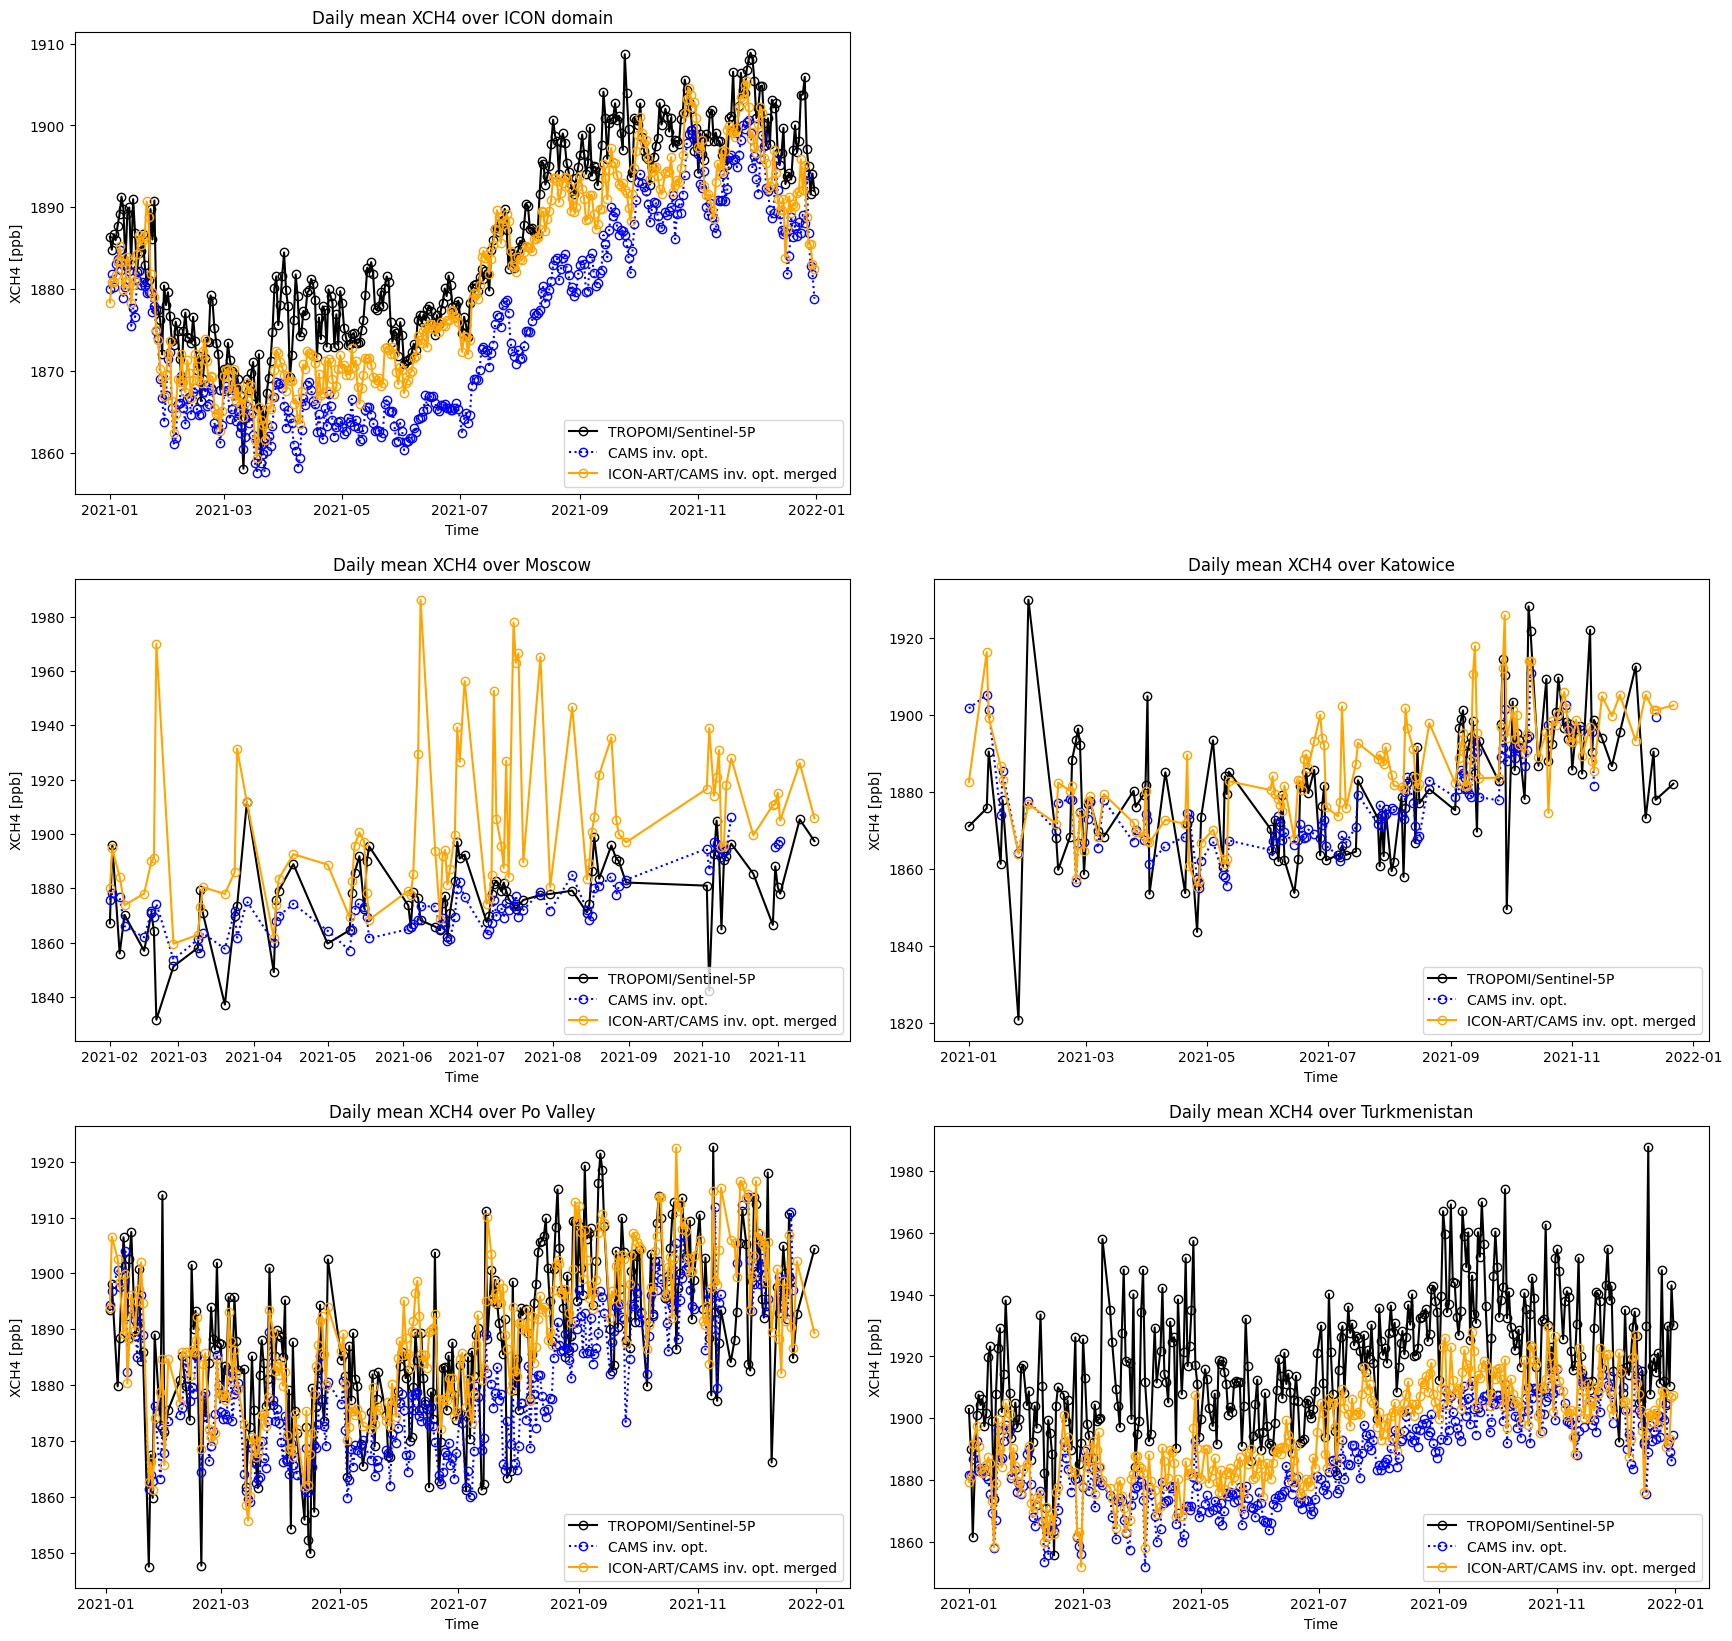 Daily mean XCH4 over ICON domain
XCH4 [ppb]
1910
1900
1890
1880
1870
1860
TROPOMI/Sentinel-5P
CAMS inv. opt.
ICON-ART/CAMS inv. opt. merged
2021-01 2021-03 2021-05 2021-07 2021-09 2021-11 2022-01
Time
Daily mean XCH4 over Moscow
XCH4 [ppb]
1980
1960
1940
1920
1900
1880
1860
1840
TROPOMI/Sentinel-5P
CAMS inv. opt.
ICON-ART/CAMS inv. opt. merged
2021-02 2021-03 2021-04 2021-05 2021-06 2021-07 2021-08 2021-09 2021-10 2021-11
Time
Daily mean XCH4 over Katowice
XCH4 [ppb]
1920
1900
1880
1860
1840
1820
TROPOMI/Sentinel-5P
CAMS inv. opt.
ICON-ART/CAMS inv. opt. merged
2021-01 2021-03 2021-05 2021-07 2021-09 2021-11 2022-01
Time
Daily mean XCH4 over Po Valley
XCH4 [ppb]
1920
1910
1900
1890
1880
1870
1860
1850
TROPOMI/Sentinel-5P
CAMS inv. opt.
ICON-ART/CAMS inv. opt. merged
2021-01 2021-03 2021-05 2021-07 2021-09 2021-11 2022-01
Time
Daily mean XCH4 over Turkmenistan
XCH4 [ppb]
1980
1960
1940
1920
1900
1880
1860
TROPOMI/Sentinel-5P
CAMS inv. opt.
ICON-ART/CAMS inv. opt. merged
2021-01 2021-03 2021-05 2021-07 2021-09 2021-11 2022-01
Time